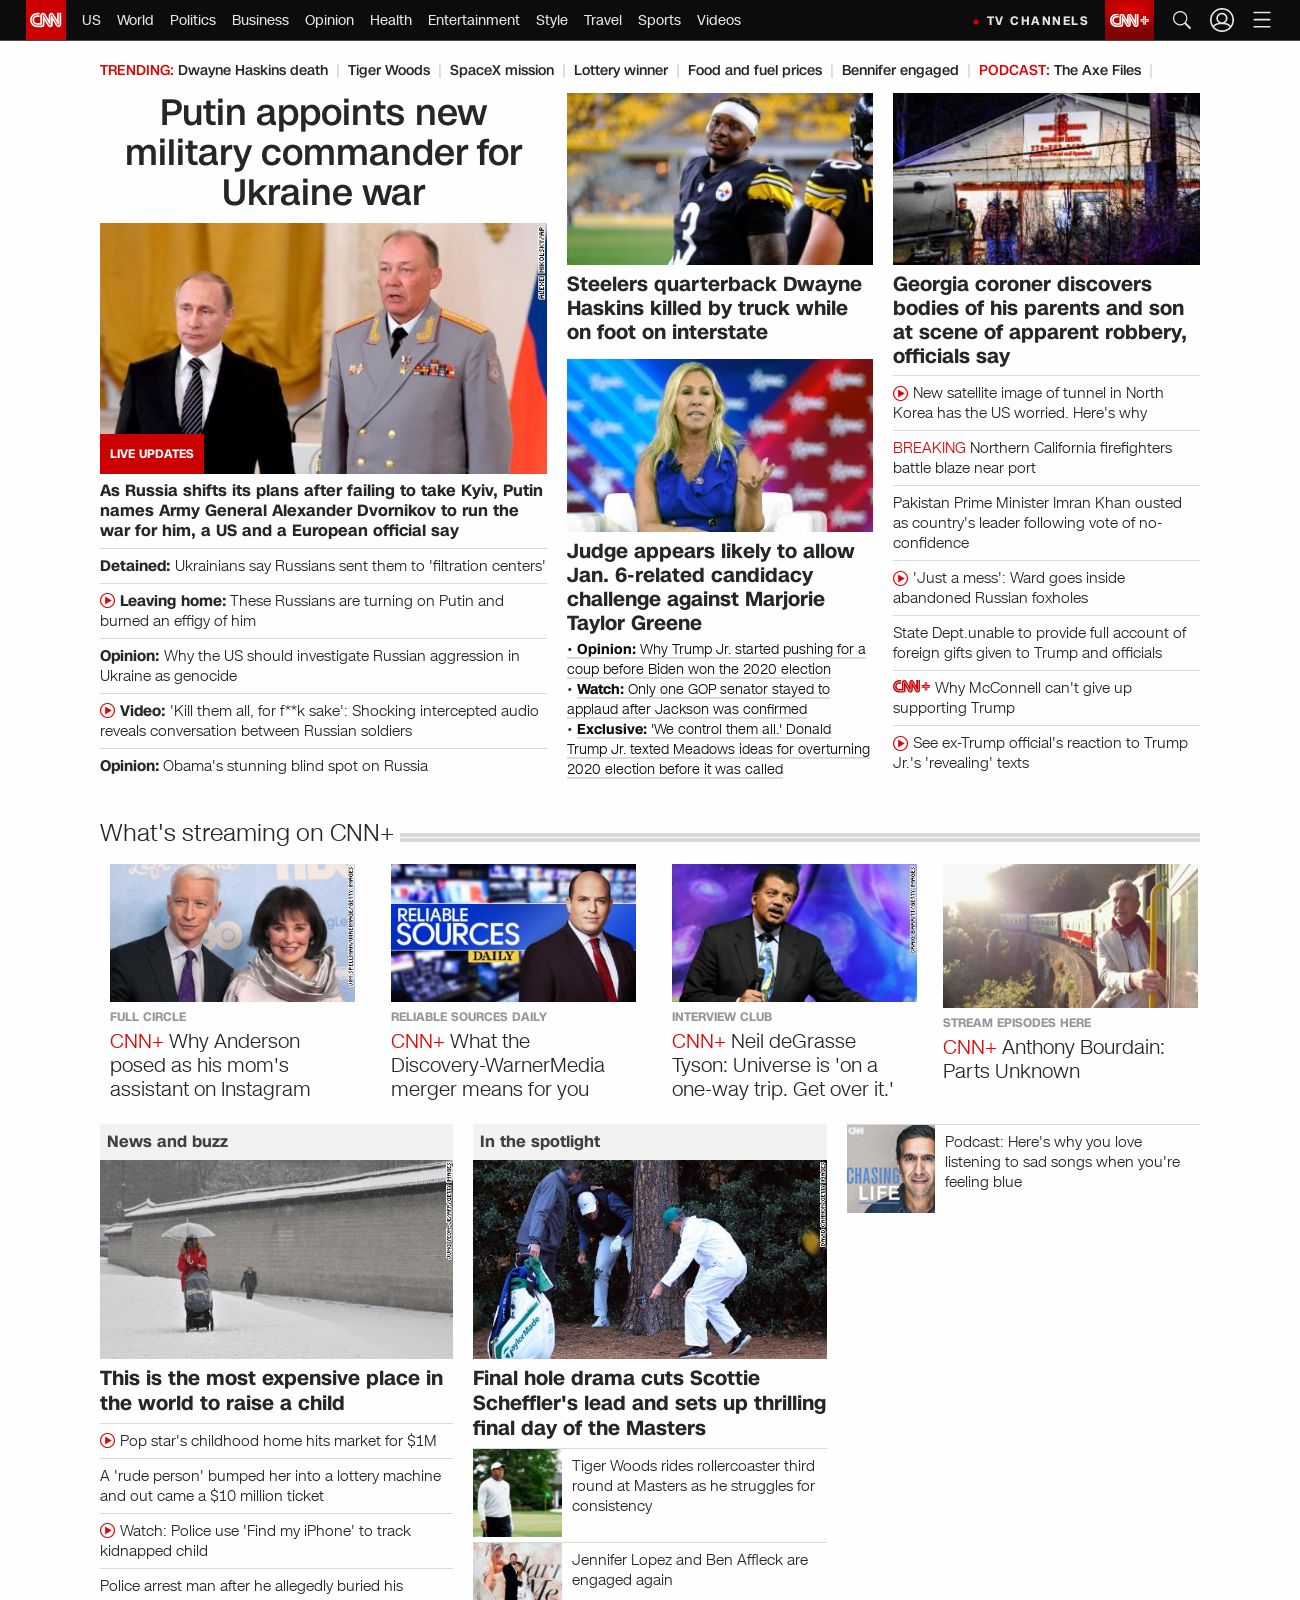 CNN US World Politics Business Opinion Health Entertainment Style Travel Sports Videos • TV CHANNELS CNN+
TRENDING: Dwayne Haskins death | Tiger Woods | SpaceX mission | Lottery winner | Food and fuel prices | Bennifer engaged | PODCAST: The Axe Files |
Putin appoints new
military commander for
Ukraine war
ALEXEI NIKOLSKY/AP
LIVE UPDATES
As Russia shifts its plans after failing to take Kyiv, Putin
names Army General Alexander Dvornikov to run the
war for him, a US and a European official say
Detained: Ukrainians say Russians sent them to 'filtration centers'
Leaving home: These Russians are turning on Putin and
burned an effigy of him
Opinion: Why the US should investigate Russian aggression in
Ukraine as genocide
Video: 'Kill them all, for f**k sake': Shocking intercepted audio
reveals conversation between Russian soldiers
Opinion: Obama's stunning blind spot on Russia
3
Steelers quarterback Dwayne
Haskins killed by truck while
on foot on interstate
Judge appears likely to allow
Jan. 6-related candidacy
challenge against Marjorie
Taylor Greene
• Opinion: Why Trump Jr. started pushing for a
coup before Biden won the 2020 election
• Watch: Only one GOP senator stayed to
applaud after Jackson was confirmed
• Exclusive: 'We control them all.' Donald
Trump Jr. texted Meadows ideas for overturning
2020 election before it was called
Georgia coroner discovers
bodies of his parents and son
at scene of apparent robbery,
officials say
New satellite image of tunnel in North
Korea has the US worried. Here's why
BREAKING Northern California firefighters
battle blaze near port
Pakistan Prime Minister Imran Khan ousted
as country's leader following vote of no-
confidence
'Just a mess': Ward goes inside
abandoned Russian foxholes
State Dept.unable to provide full account of
foreign gifts given to Trump and officials
CNN+ Why McConnell can't give up
supporting Trump
See ex-Trump official's reaction to Trump
Jr.'s 'revealing' texts
What's streaming on CNN+
JIM SPELLMAN/WIREIMAGE/GETTY IMAGES
FULL CIRCLE
CNN+ Why Anderson
posed as his mom's
assistant on Instagram
RELIABLE
SOURCES
DAILY
RELIABLE SOURCES DAILY
CNN+ What the
Discovery-WarnerMedia
merger means for you
CRAIG BARRITT/GETTY IMAGES
INTERVIEW CLUB
CNN+ Neil deGrasse
Tyson: Universe is 'on a
one-way trip. Get over it.'
STREAM EPISODES HERE
CNN+ Anthony Bourdain:
Parts Unknown
News and buzz
This is the most expensive place in
the world to raise a child
Pop star's childhood home hits market for $1M
A 'rude person' bumped her into a lottery machine
and out came a $10 million ticket
Watch: Police use 'Find my iPhone' to track
kidnapped child
Police arrest man after he allegedly buried his
In the spotlight
DAVID CANNON/GETTY IMAGES
TaylorMade
Final hole drama cuts Scottie
Scheffler's lead and sets up thrilling
final day of the Masters
Tiger Woods rides rollercoaster third
round at Masters as he struggles for
consistency
Jennifer Lopez and Ben Affleck are
engaged again
CNN
CHASING
LIFE
Podcast: Here's why you love
listening to sad songs when you're
feeling blue